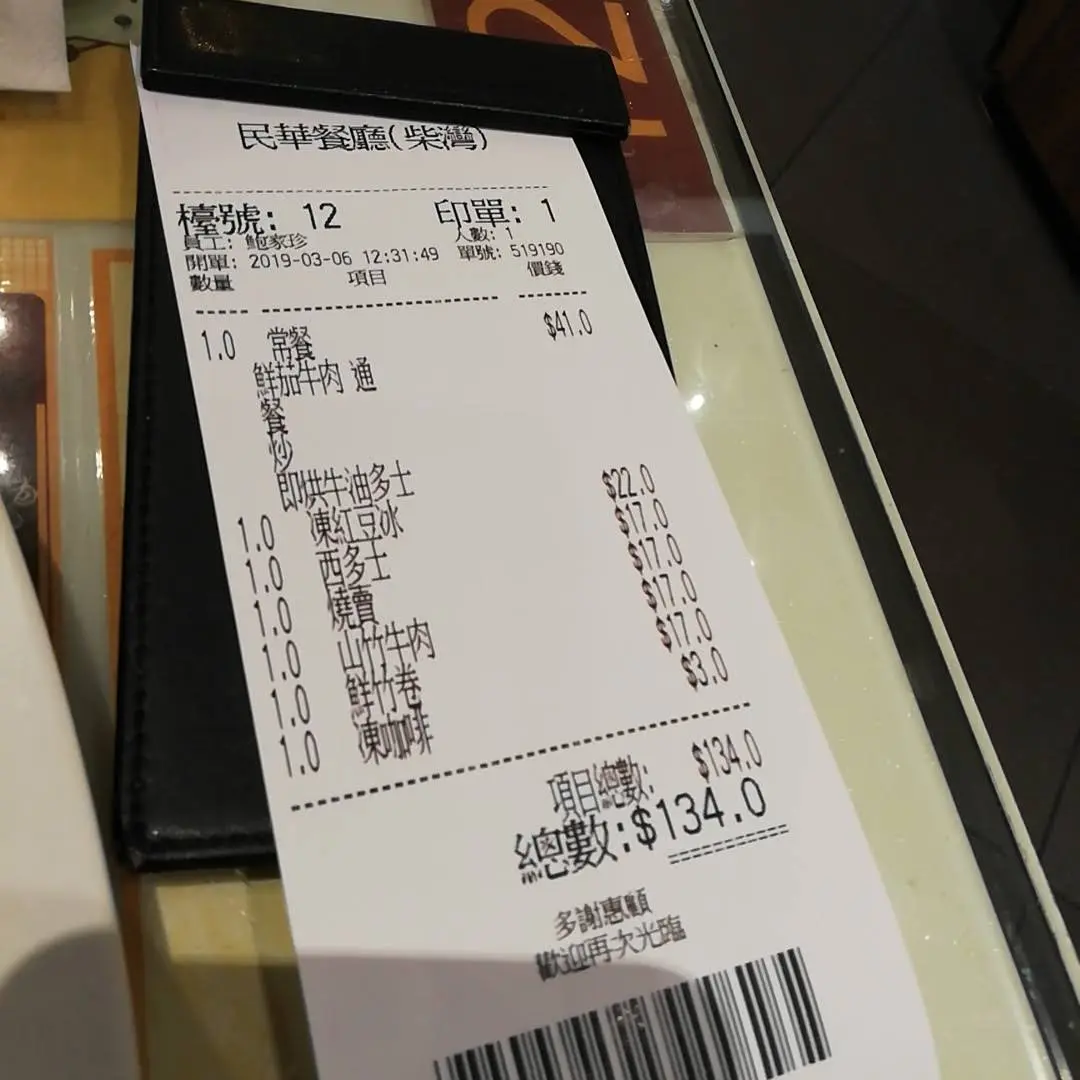 民華餐廳(柴灣)
檯號: 12 印單: 1
員工: 鮑家珍 人數: 1
開單: 2019-03-06 12:31:49 單號: 519190
數量 項目 價錢
1.0 常餐 $41.0
鮮茄牛肉 通
餐
炒
即烘牛油多士
1.0 凍紅豆冰 $22.0
1.0 西多士 $17.0
1.0 燒賣 $17.0
1.0 山竹牛肉 $17.0
1.0 鮮竹卷 $17.0
1.0 凍咖啡 $3.0
項目總數: $134.0
總數:$134.0
多謝惠顧
歡迎再次光臨
12